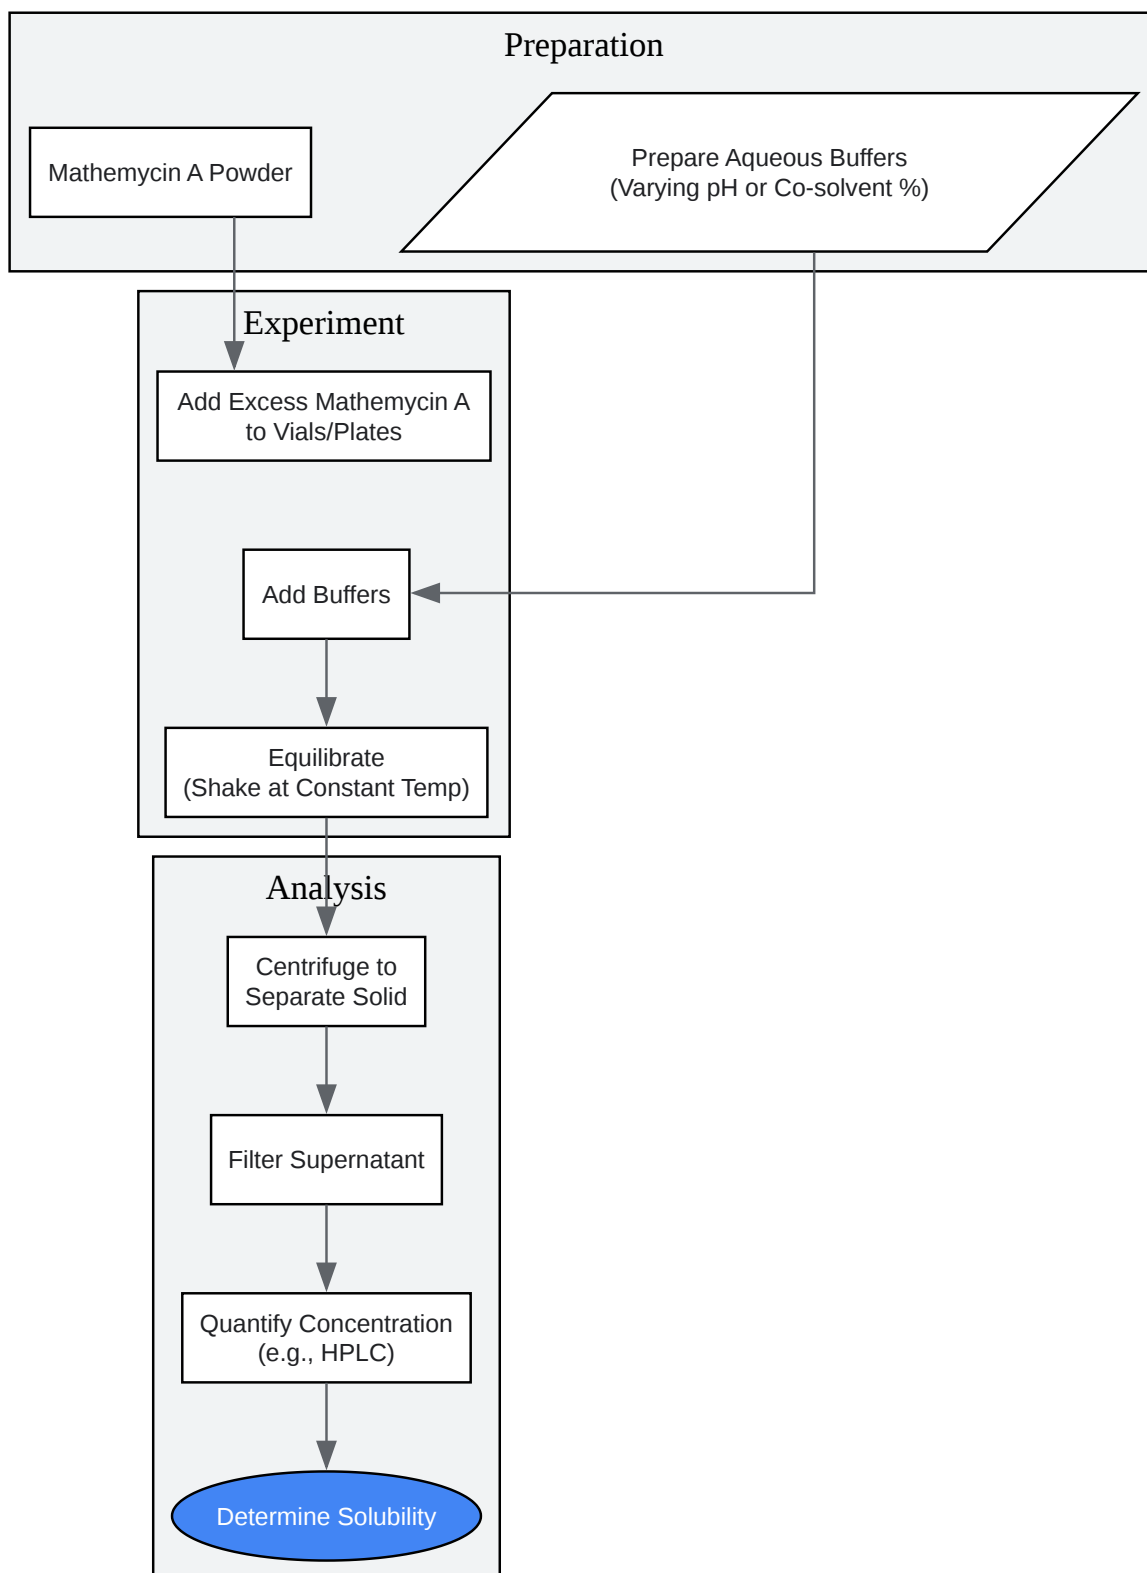 Preparation
Mathemycin A Powder
Prepare Aqueous Buffers
(Varying pH or Co-solvent %)
Experiment
Add Excess Mathemycin A
to Vials/Plates
Add Buffers
Equilibrate
(Shake at Constant Temp)
Analysis
Centrifuge to
Separate Solid
Filter Supernatant
Quantify Concentration
(e.g., HPLC)
Determine Solubility